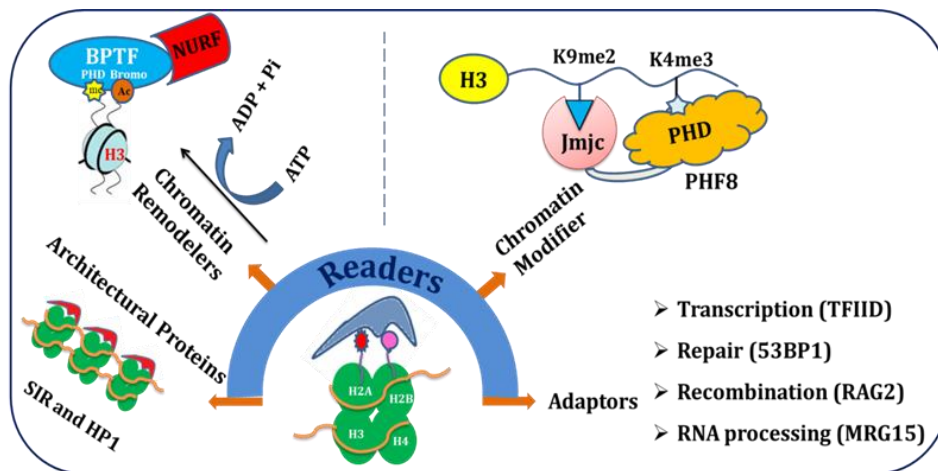 NURF
BPTF
PHD Bromo
me Ac
H3
ADP + Pi
ATP
Chromatin
Remodelers
H3
K9me2
K4me3
Jmjc
PHD
PHF8
Chromatin
Modifier
Readers
Architectural Proteins
SIR and HP1
H2A
H2B
H3
H4
Adaptors
➢ Transcription (TFIID)
➢ Repair (53BP1)
➢ Recombination (RAG2)
➢ RNA processing (MRG15)